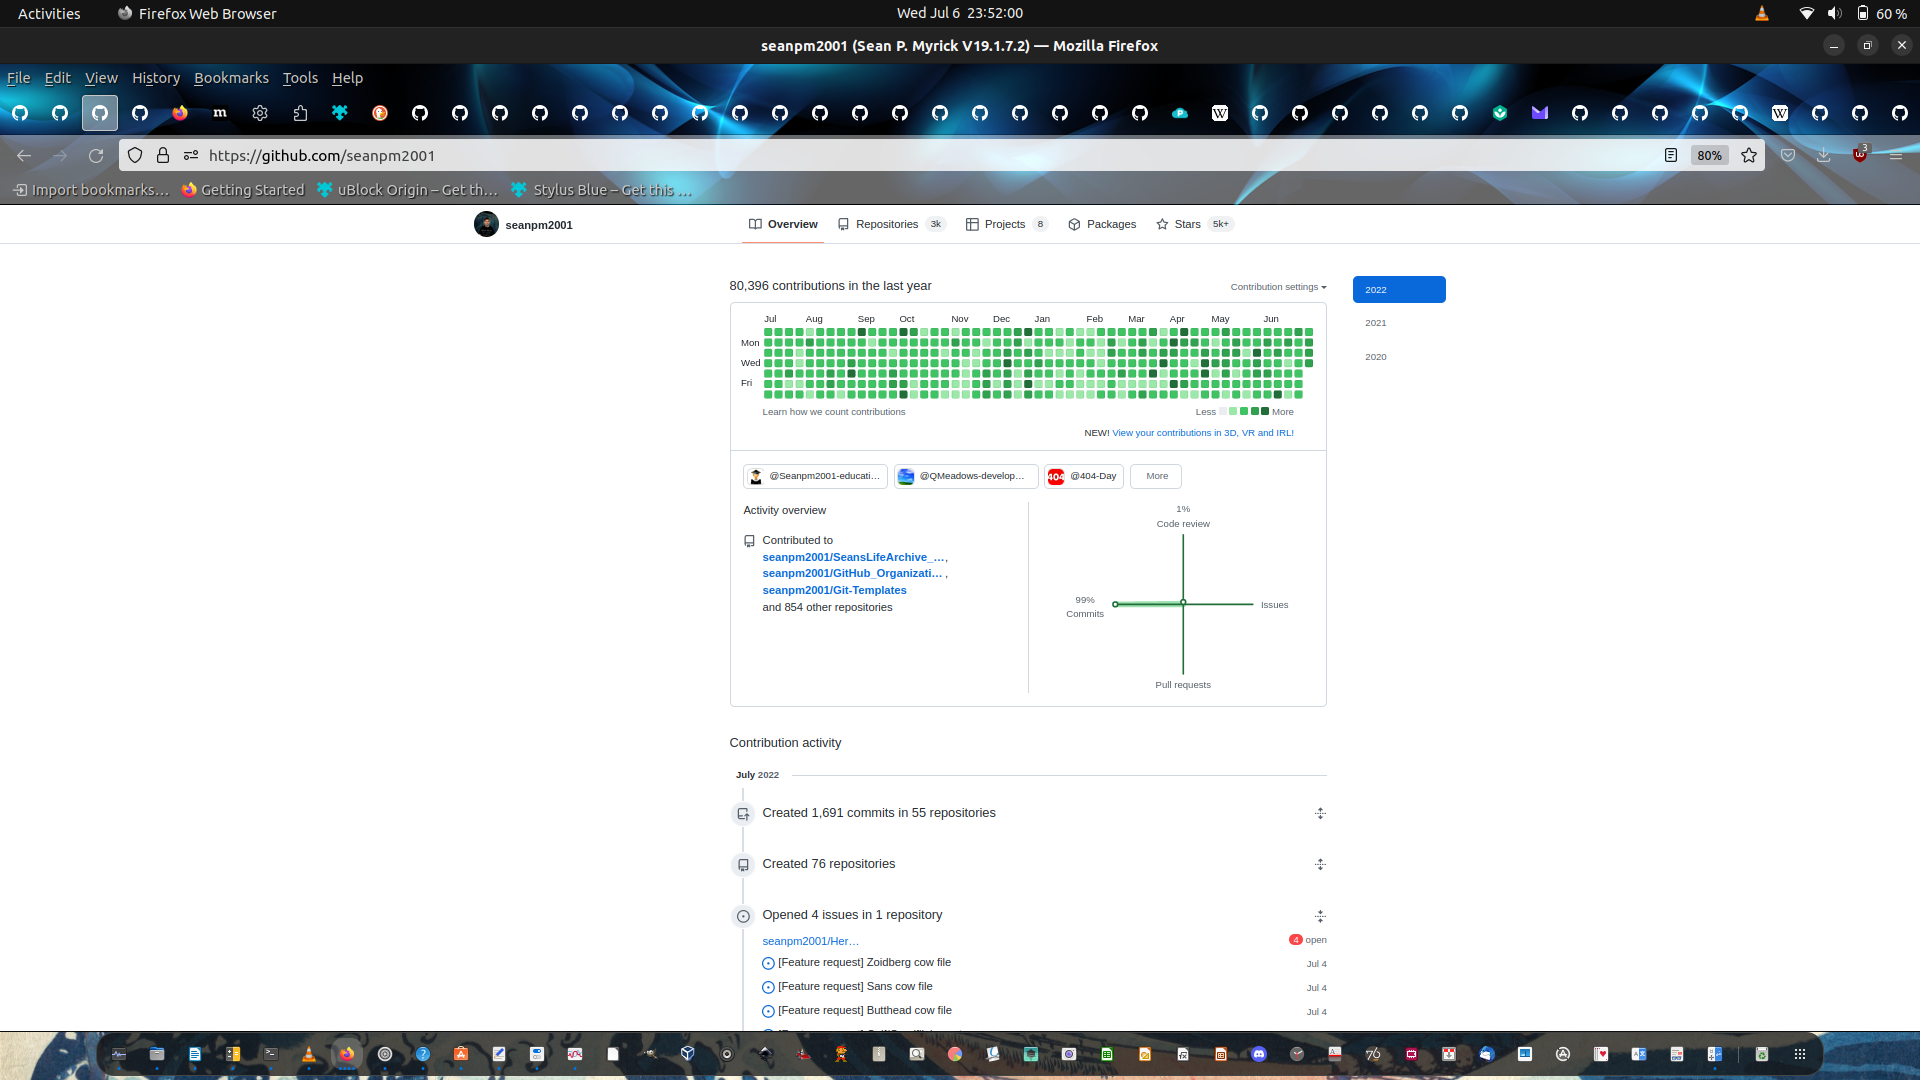 Activities
Firefox Web Browser
Wed Jul 6 23:52:00
60 %
seanpm2001 (Sean P. Myrick V19.1.7.2) — Mozilla Firefox
File Edit View History Bookmarks Tools Help
https://github.com/seanpm2001
80%
3
Import bookmarks…
Getting Started
uBlock Origin – Get th…
Stylus Blue – Get this …
seanpm2001
Overview
Repositories 3k
Projects 8
Packages
Stars 5k+
80,396 contributions in the last year
Contribution settings
2022
2021
2020
Jul Aug Sep Oct Nov Dec Jan Feb Mar Apr May Jun
Mon
Wed
Fri
Learn how we count contributions
Less
More
NEW! View your contributions in 3D, VR and IRL!
@Seanpm2001-educati…
@QMeadows-develop…
404 @404-Day
More
Activity overview
Contributed to
seanpm2001/SeansLifeArchive_…,
seanpm2001/GitHub_Organizati… ,
seanpm2001/Git-Templates
and 854 other repositories
1%
Code review
99%
Commits
Issues
Pull requests
Contribution activity
July 2022
Created 1,691 commits in 55 repositories
Created 76 repositories
Opened 4 issues in 1 repository
seanpm2001/Her…
4 open
[Feature request] Zoidberg cow file
Jul 4
[Feature request] Sans cow file
Jul 4
[Feature request] Butthead cow file
Jul 4